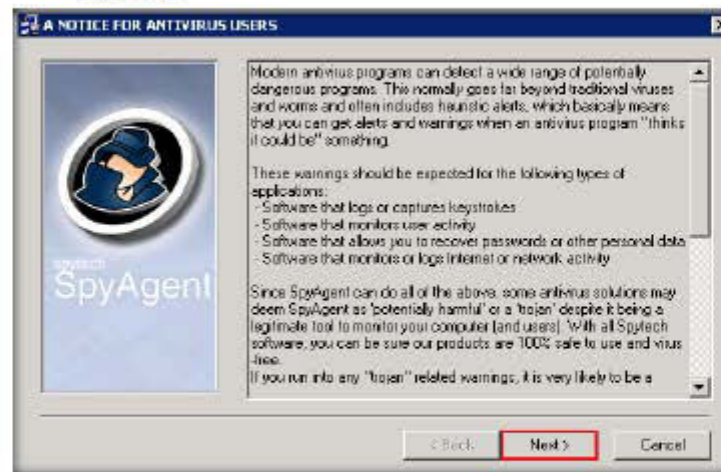 A NOTICE FOR ANTIVIRUS USERS
Modern antivirus programs can detect a wide range of potentially
dangerous programs. This normally goes far beyond traditional viruses
and worms and often includes heuristic alerts, which basically means
that you can get alerts and warnings when an antivirus program "thinks
it could be" something.
These warnings should be expected for the following types of
applications:
- Software that logs or captures keystrokes
- Software that monitors user activity
- Software that allows you to recover passwords or other personal data
- Software that monitors or logs Internet or network activity
Since SpyAgent can do all of the above, some antivirus solutions may
deem SpyAgent as 'potentially harmful' or a 'trojan' despite it being a
legitimate tool to monitor your computer (and users). With all Spytech
software, you can be sure our products are 100% safe to use and virus
-free.
If you run into any "trojan" related warnings, it is very likely to be a
spytech
SpyAgent
< Back
Next >
Cancel